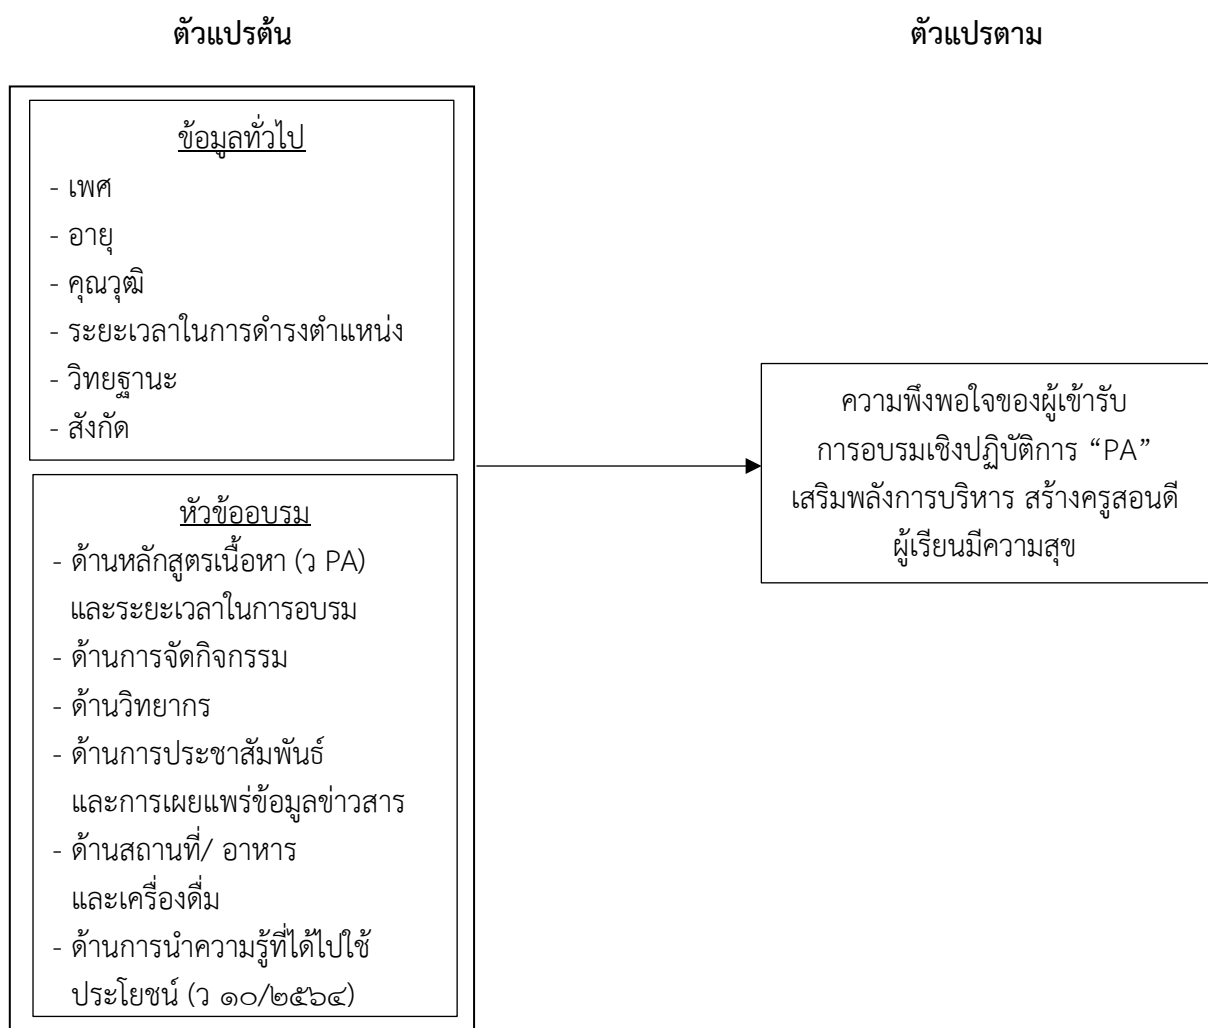 ตัวแปรต้น
ตัวแปรตาม
ข้อมูลทั่วไป
- เพศ
- อายุ
- คุณวุฒิ
- ระยะเวลาในการดำรงตำแหน่ง
- วิทยฐานะ
- สังกัด
หัวข้ออบรม
- ด้านหลักสูตรเนื้อหา (ว PA)
และระยะเวลาในการอบรม
- ด้านการจัดกิจกรรม
- ด้านวิทยากร
- ด้านการประชาสัมพันธ์
และการเผยแพร่ข้อมูลข่าวสาร
- ด้านสถานที่/ อาหาร
และเครื่องดื่ม
- ด้านการนำความรู้ที่ได้ไปใช้
ประโยชน์ (ว ๑๐/๒๕๖๔)
ความพึงพอใจของผู้เข้ารับ
การอบรมเชิงปฏิบัติการ “PA”
เสริมพลังการบริหาร สร้างครูสอนดี
ผู้เรียนมีความสุข